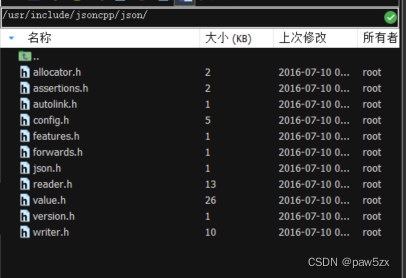 /usr/include/jsoncpp/json/
名称 大小 (KB) 上次修改 所有者
..
allocator.h 2 2016-07-10 0... root
assertions.h 2 2016-07-10 0... root
autolink.h 1 2016-07-10 0... root
config.h 5 2016-07-10 0... root
features.h 1 2016-07-10 0... root
forwards.h 1 2016-07-10 0... root
json.h 1 2016-07-10 0... root
reader.h 13 2016-07-10 0... root
value.h 26 2016-07-10 0... root
version.h 1 2016-07-10 0... root
writer.h 10 2016-07-10 0... root
CSDN @paw5zx